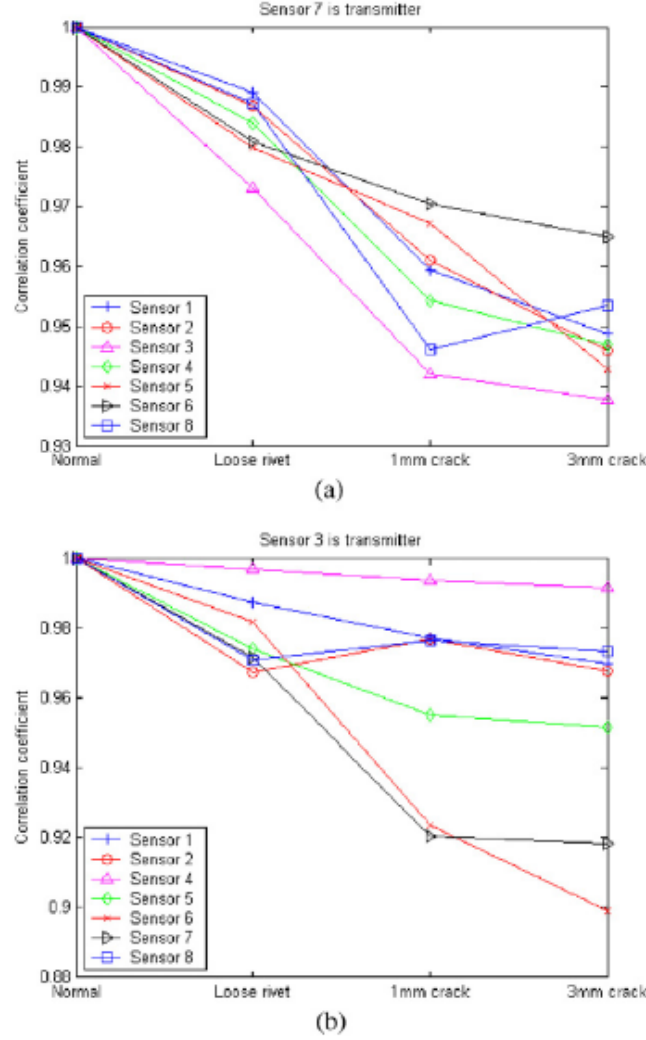 Sensor 7 is transmitter
1
0.99
0.98
0.97
0.96
0.95
0.94
0.93
Correlation coefficient
Sensor 1
Sensor 2
Sensor 3
Sensor 4
Sensor 5
Sensor 6
Sensor 8
Normal Loose rivet 1mm crack 3mm crack
(a)
Sensor 3 is transmitter
1
0.98
0.96
0.94
0.92
0.9
0.88
Correlation coefficient
Sensor 1
Sensor 2
Sensor 4
Sensor 5
Sensor 6
Sensor 7
Sensor 8
Normal Loose rivet 1mm crack 3mm crack
(b)